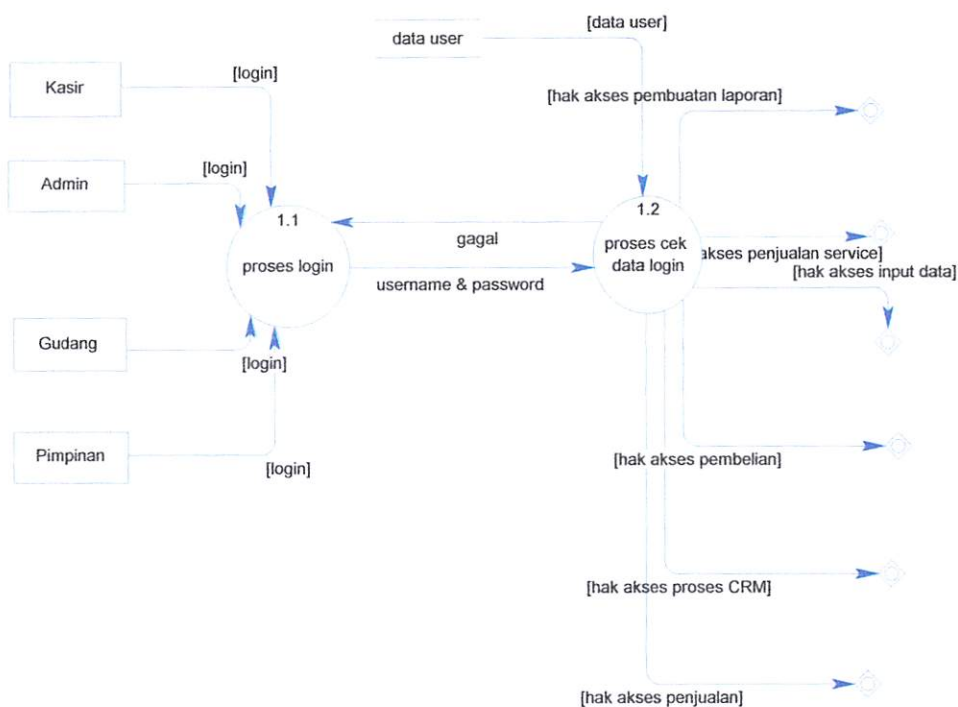 data user
[data user]
Kasir
[login]
[hak akses pembuatan laporan]
Admin
[login]
1.1
proses login
gagal
username & password
1.2
proses cek
data login
akses penjualan service]
[hak akses input data]
Gudang
[login]
Pimpinan
[login]
[hak akses pembelian]
[hak akses proses CRM]
[hak akses penjualan]